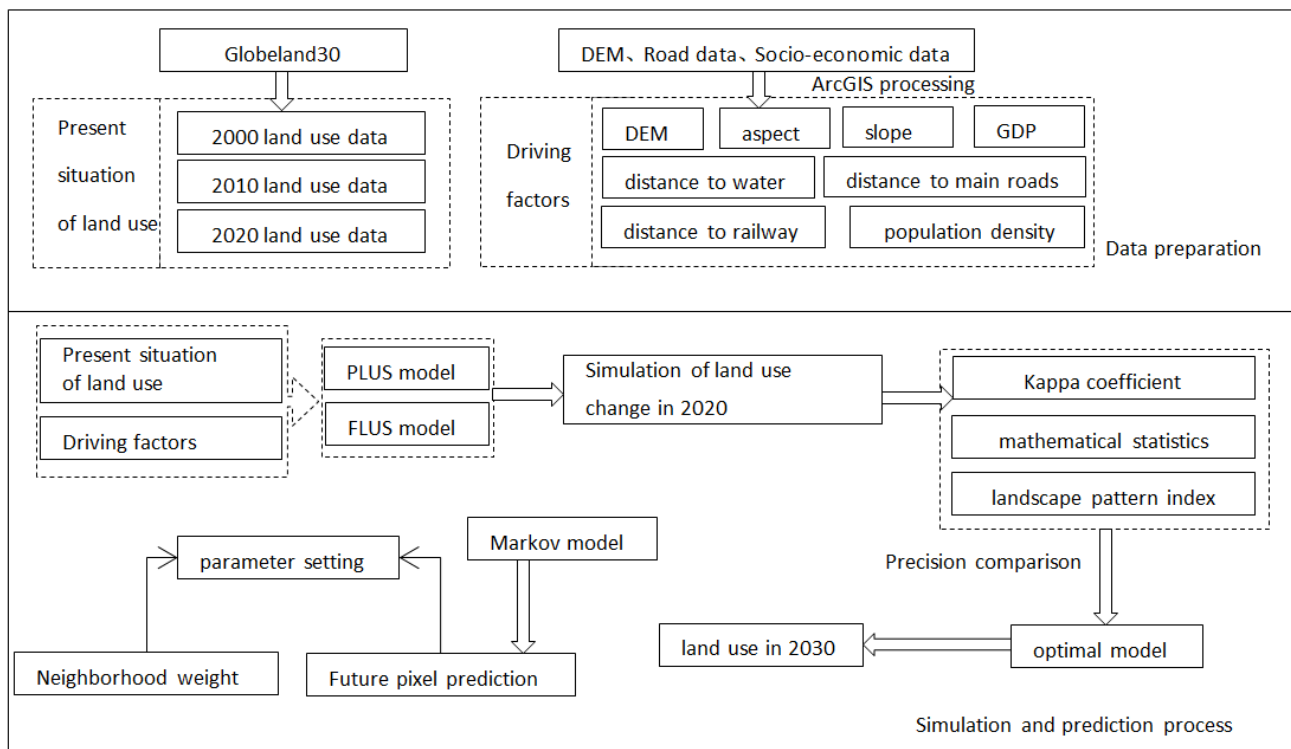 Globeland30
DEM、Road data、Socio-economic data
ArcGIS processing
Present
situation
of land use
2000 land use data
2010 land use data
2020 land use data
Driving
factors
DEM
aspect
slope
GDP
distance to water
distance to main roads
distance to railway
population density
Data preparation
Present situation
of land use
Driving factors
PLUS model
FLUS model
Simulation of land use
change in 2020
Kappa coefficient
mathematical statistics
landscape pattern index
parameter setting
Markov model
Precision comparison
Neighborhood weight
Future pixel prediction
land use in 2030
optimal model
Simulation and prediction process